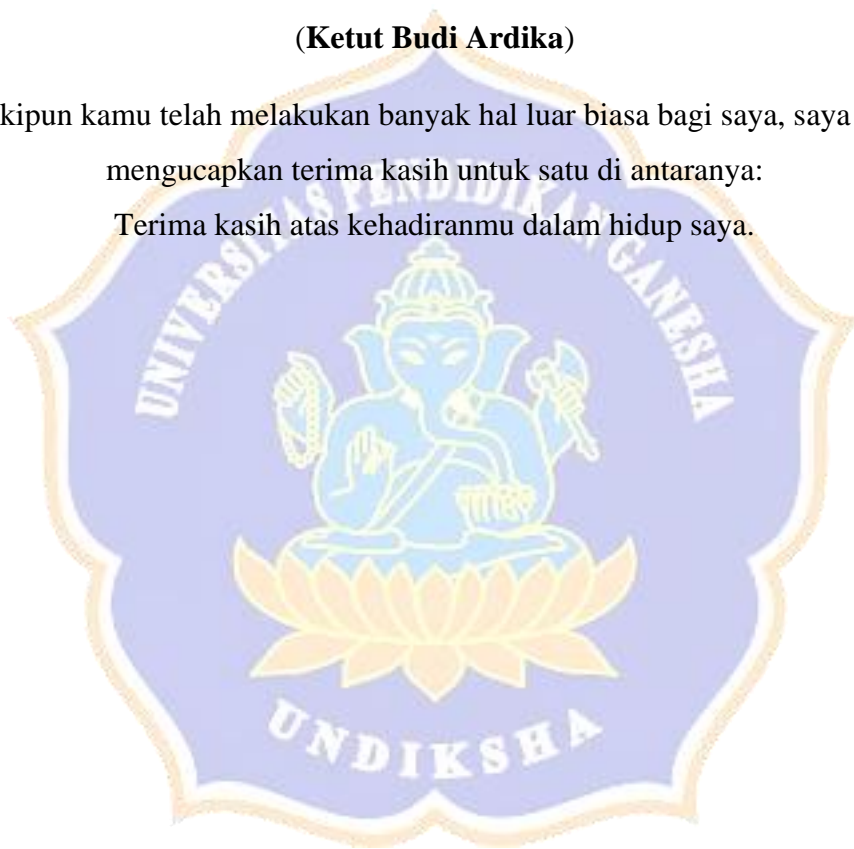 (Ketut Budi Ardika)
kipun kamu telah melakukan banyak hal luar biasa bagi saya, saya
mengucapkan terima kasih untuk satu di antaranya:
Terima kasih atas kehadiranmu dalam hidup saya.
UNIVERSITAS PENDIDIKAN GANESHA
UNDIKSHA